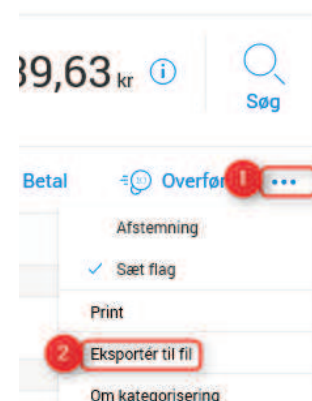 39,63 kr i
Søg
Betal Overfør 1 ...
Afstemning
✓ Sæt flag
Print
2 Eksportér til fil
Om kategorisering